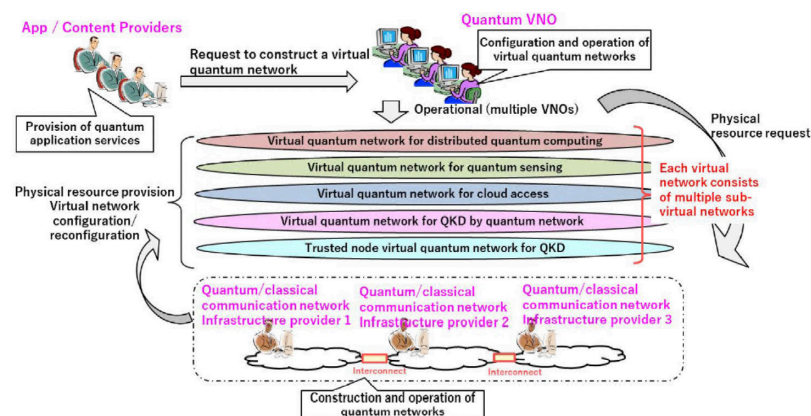 App / Content Providers
Quantum VNO
Request to construct a virtual
quantum network
Configuration and operation of
virtual quantum networks
Provision of quantum
application services
Operational (multiple VNOs)
Physical
resource request
Virtual quantum network for distributed quantum computing
Virtual quantum network for quantum sensing
Virtual quantum network for cloud access
Virtual quantum network for QKD by quantum network
Trusted node virtual quantum network for QKD
Each virtual
network consists
of multiple sub-
virtual networks
Physical resource provision
Virtual network
configuration/
reconfiguration
Quantum/classical
communication network
Infrastructure provider 1
Quantum/classical
communication network
Infrastructure provider 2
Quantum/classical
communication network
Infrastructure provider 3
Interconnect
Interconnect
Construction and operation of
quantum networks